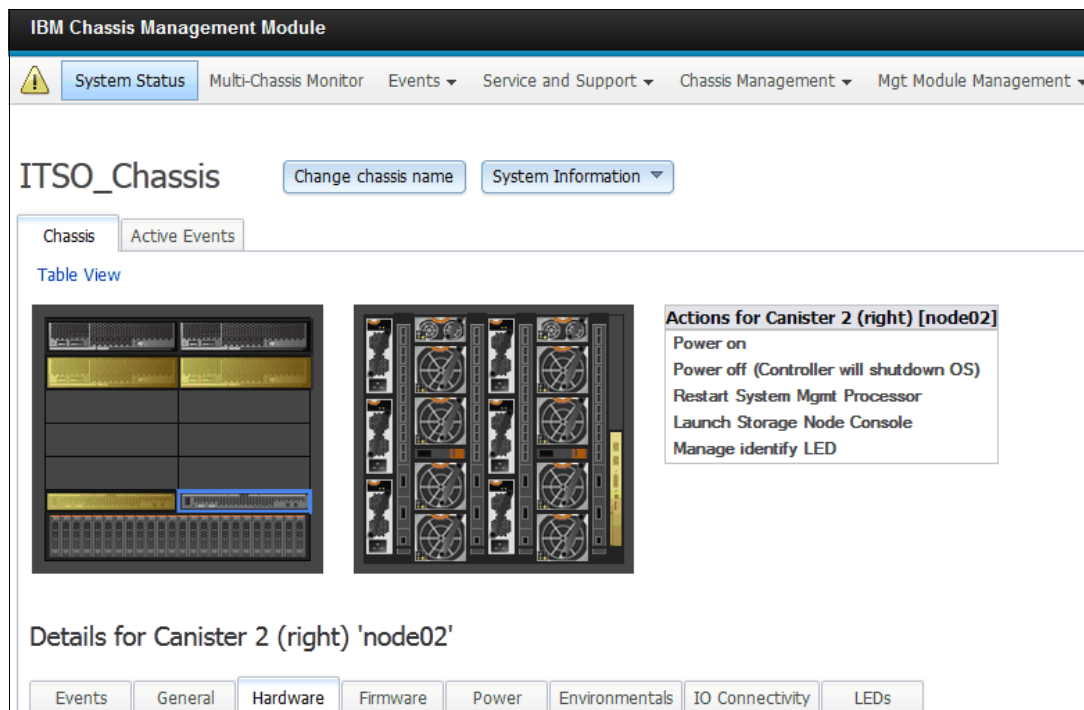 IBM Chassis Management Module
System Status Multi-Chassis Monitor Events Service and Support Chassis Management Mgt Module Management
ITSO_Chassis Change chassis name System Information
Chassis Active Events
Table View
Actions for Canister 2 (right) [node02]
Power on
Power off (Controller will shutdown OS)
Restart System Mgmt Processor
Launch Storage Node Console
Manage identify LED
Details for Canister 2 (right) 'node02'
Events General Hardware Firmware Power Environmentals IO Connectivity LEDs